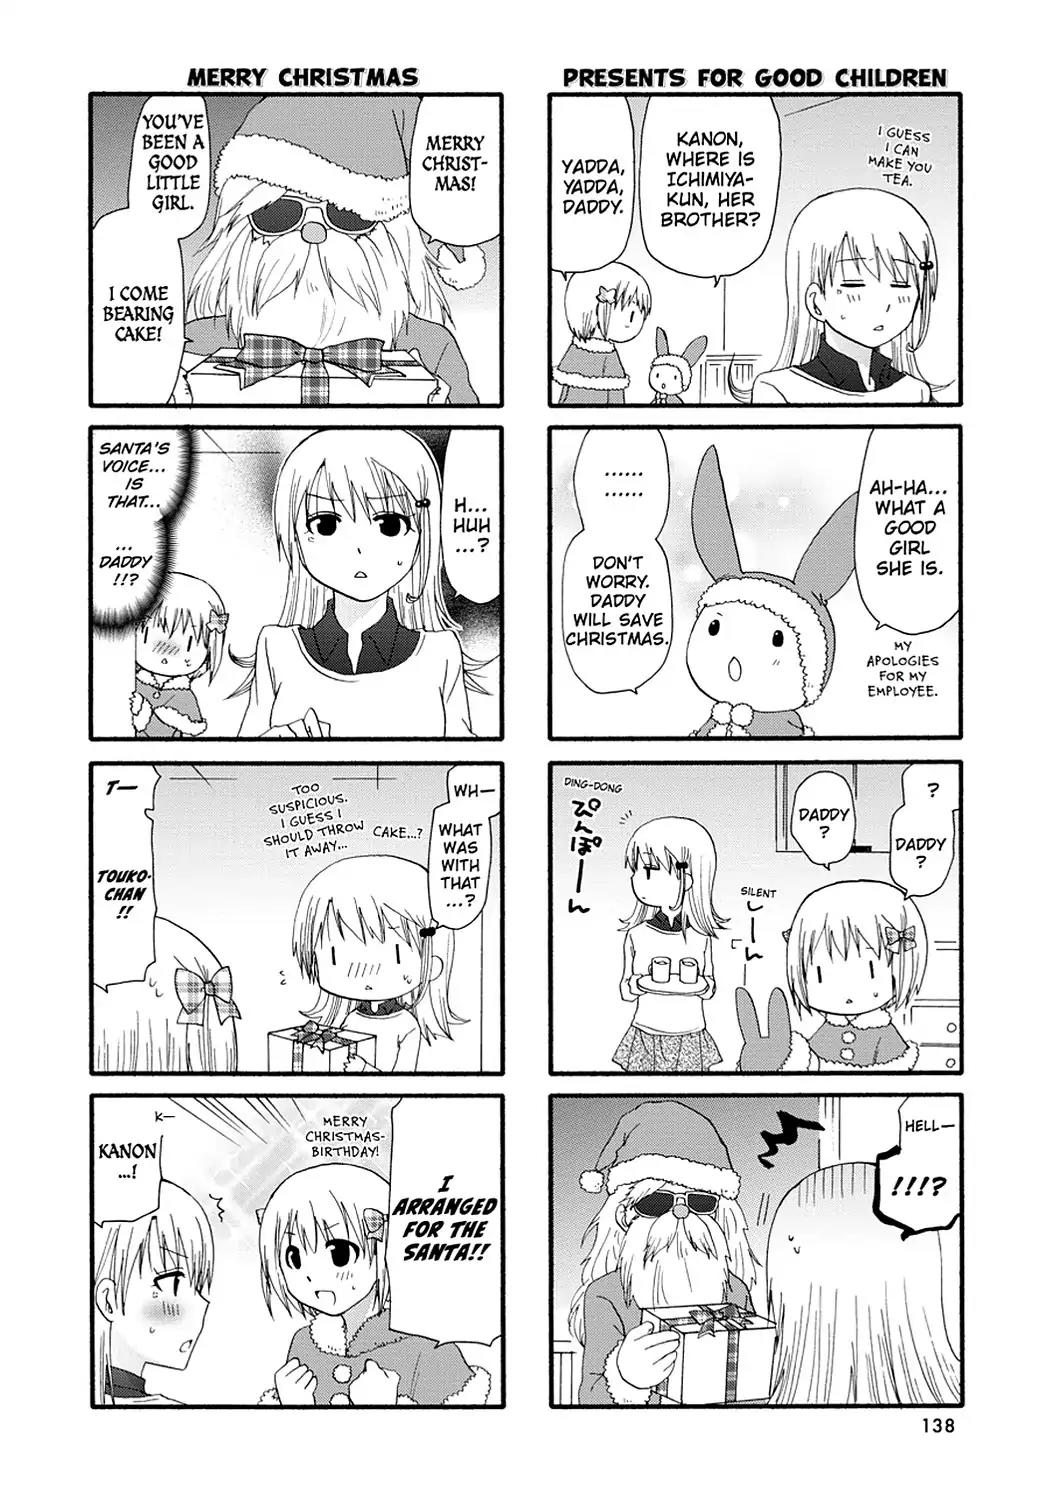 PRESENTS FOR GOOD CHILDREN
I GUESS
I CAN
MAKE YOU
TEA.
KANON,
WHERE IS
ICHIMIYA-
KUN, HER
BROTHER?
YADDA,
YADDA,
DADDY.
AH-HA...
WHAT A
GOOD
GIRL
SHE IS.
MY
APOLOGIES
FOR MY
EMPLOYEE.
......
......
DON'T
WORRY.
DADDY
WILL SAVE
CHRISTMAS.
?
DADDY
?
DADDY
?
SILENT
しーん
DING-DONG
ぴんぽーん
HELL—
!!!?
MERRY CHRISTMAS
MERRY
CHRIST-
MAS!
YOU'VE
BEEN A
GOOD
LITTLE
GIRL.
I COME
BEARING
CAKE!
H...
HUH
...?
SANTA'S
VOICE...
IS
THAT...
...
DADDY
!!?
WH—
WHAT
WAS
WITH
THAT
...?
CAKE...?
TOO
SUSPICIOUS.
I GUESS I
SHOULD THROW
IT AWAY...
T—
TOUKO-
CHAN
!!
I
ARRANGED
FOR THE
SANTA!!
MERRY
CHRISTMAS-
BIRTHDAY!
K—
KANON
...!
138